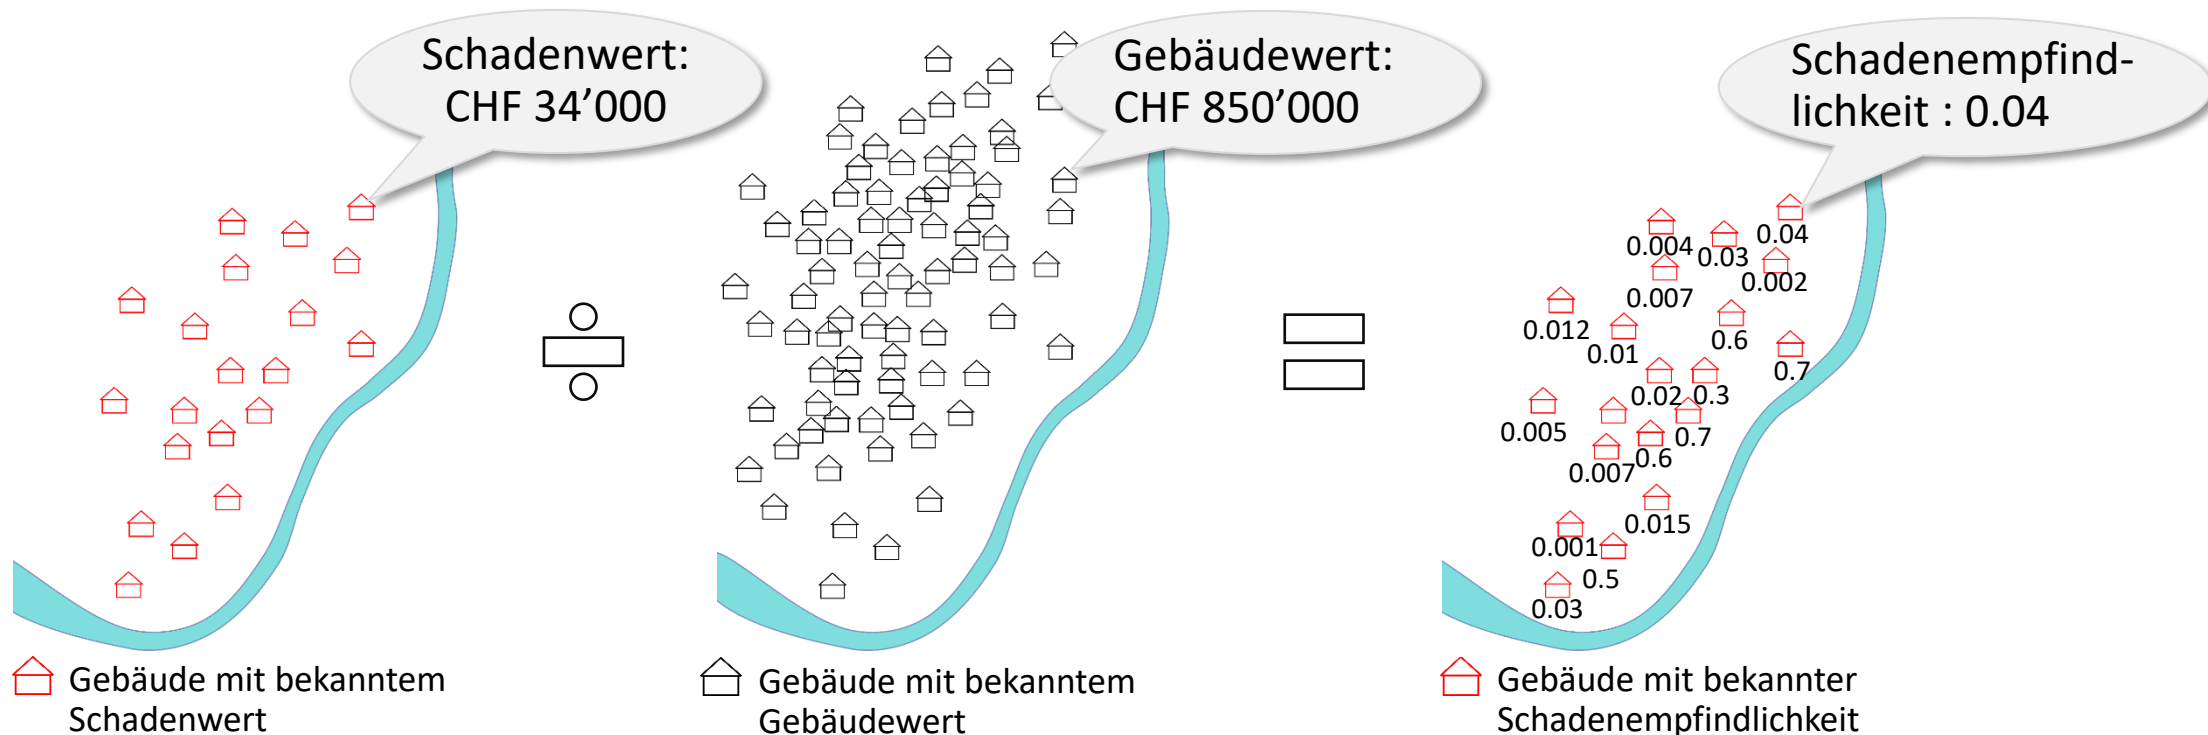 Schadenwert:
CHF 34’000
Gebäudewert:
CHF 850’000
Schadenempfind-
lichkeit : 0.04
0.004
0.03
0.04
0.007
0.002
0.012
0.01
0.6
0.7
0.02
0.3
0.005
0.7
0.007
0.6
0.015
0.001
0.5
0.03
Gebäude mit bekanntem
Schadenwert
Gebäude mit bekanntem
Gebäudewert
Gebäude mit bekannter
Schadenempfindlichkeit